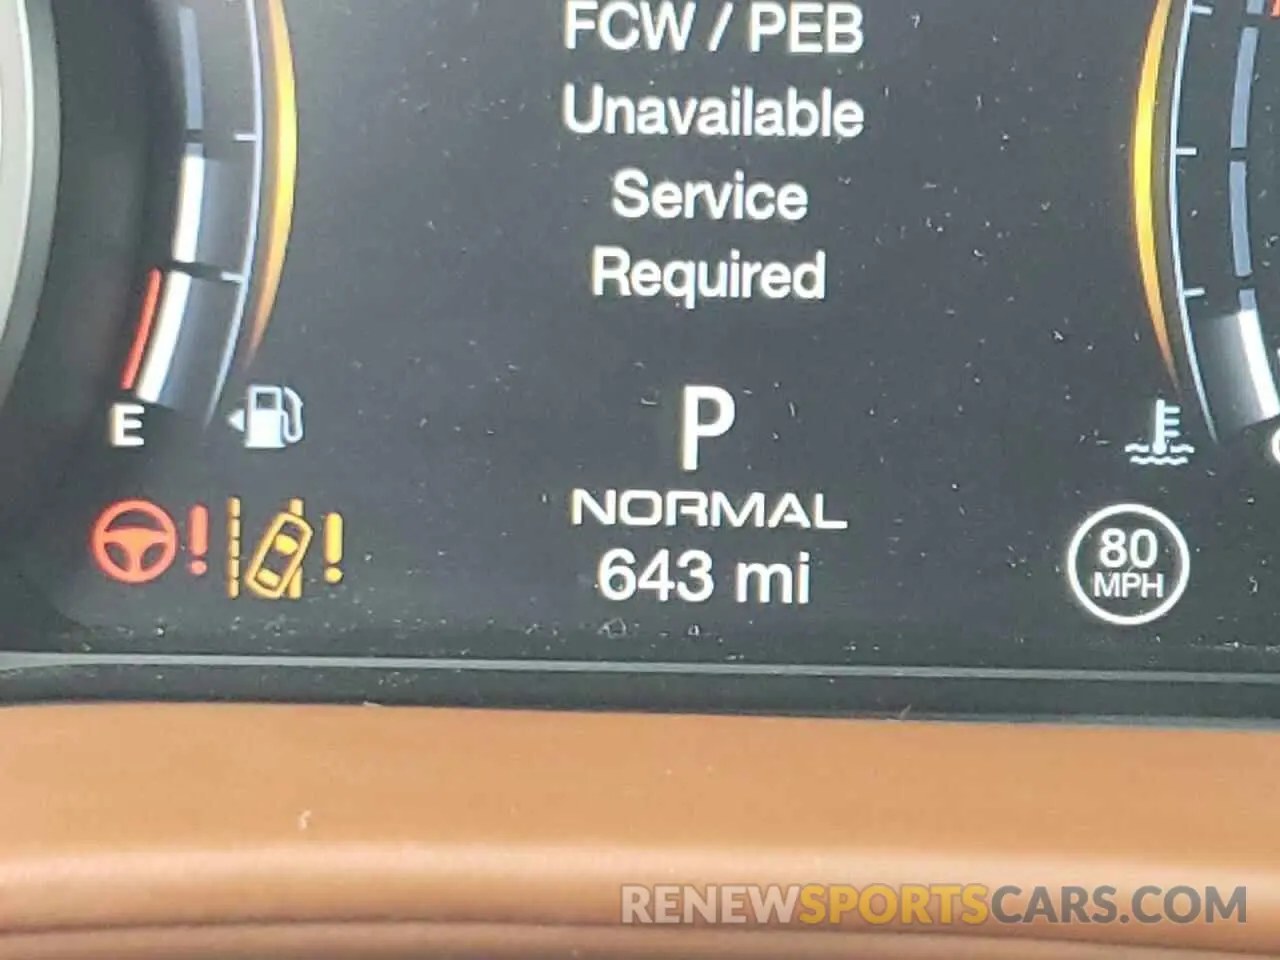 FCW / PEB
Unavailable
Service
Required
E
P
NORMAL
643 mi
80
MPH
RENEWSPORTSCARS.COM